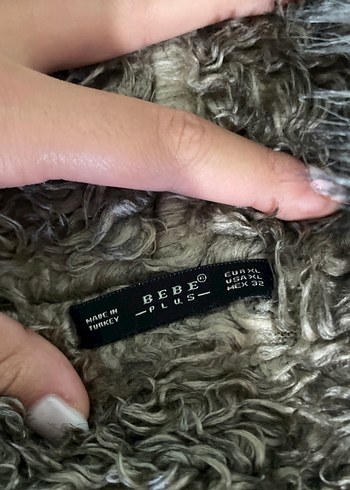 MADE IN
TURKEY
BEBE
PLUS
EUR XL
USA XL
MEX 32